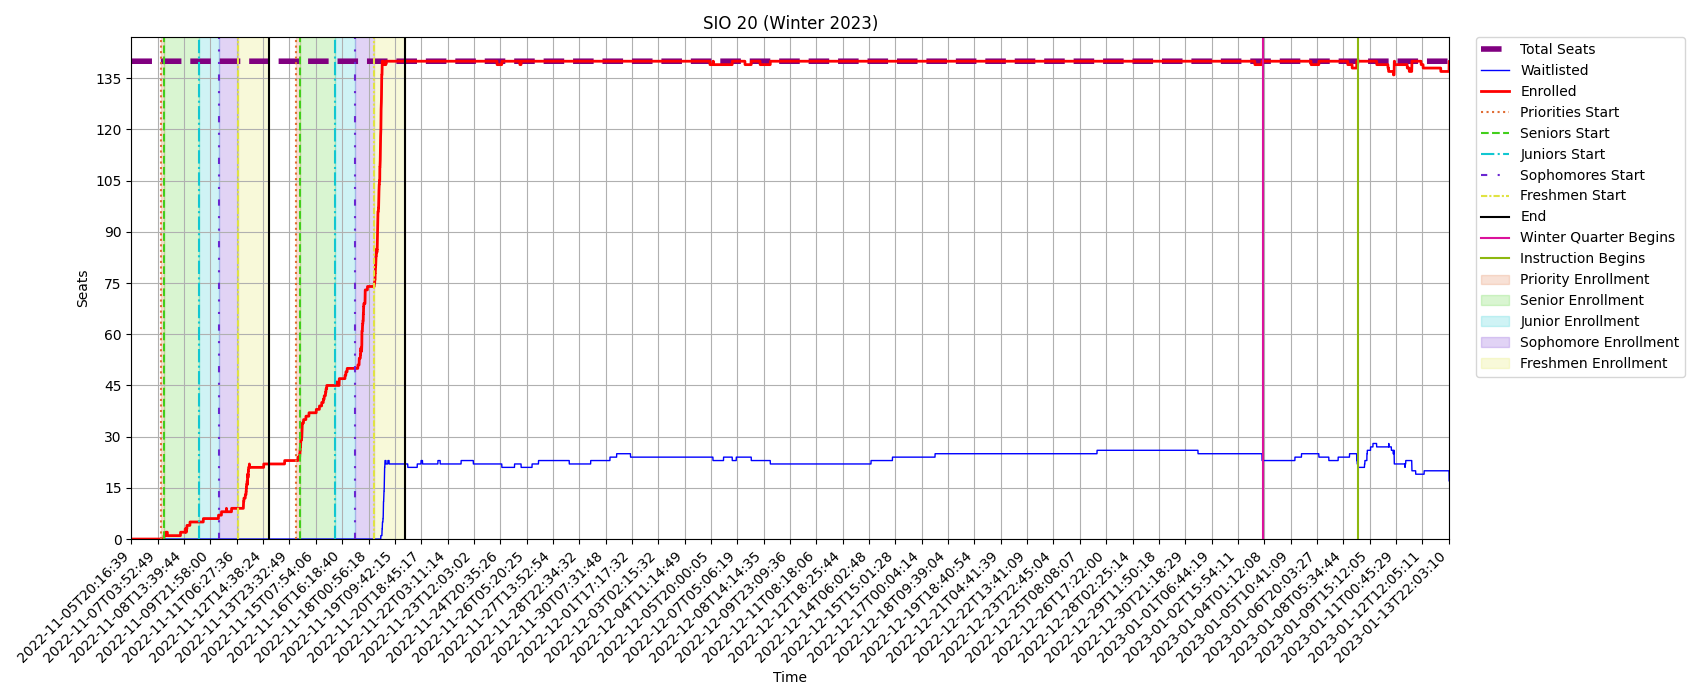 SIO 20 (Winter 2023)
Seats
135
120
105
90
75
60
45
30
15
0
2022-11-05T20:16:39
2022-11-07T03:52:49
2022-11-08T13:39:44
2022-11-09T21:58:00
2022-11-11T06:27:36
2022-11-12T14:38:24
2022-11-13T23:32:49
2022-11-15T07:54:06
2022-11-16T16:18:40
2022-11-18T00:56:18
2022-11-19T09:42:15
2022-11-20T18:45:17
2022-11-22T03:11:14
2022-11-23T12:03:02
2022-11-24T20:35:26
2022-11-26T05:20:25
2022-11-27T13:52:54
2022-11-28T22:34:32
2022-11-30T07:31:48
2022-12-01T17:17:32
2022-12-03T02:15:32
2022-12-04T11:14:49
2022-12-05T20:00:05
2022-12-07T05:06:19
2022-12-08T14:14:35
2022-12-09T23:09:36
2022-12-11T08:18:06
2022-12-12T18:25:44
2022-12-14T06:02:48
2022-12-15T15:01:28
2022-12-17T00:04:14
2022-12-18T09:39:04
2022-12-19T18:40:54
2022-12-21T04:41:39
2022-12-22T13:41:09
2022-12-23T22:45:04
2022-12-25T08:08:07
2022-12-26T17:22:00
2022-12-28T02:25:14
2022-12-29T11:50:18
2022-12-30T21:18:29
2023-01-01T06:44:19
2023-01-02T15:54:11
2023-01-04T01:12:08
2023-01-05T10:41:09
2023-01-06T20:03:27
2023-01-08T05:34:44
2023-01-09T15:12:05
2023-01-11T00:45:29
2023-01-12T12:05:11
2023-01-13T22:03:10
Time
Total Seats
Waitlisted
Enrolled
Priorities Start
Seniors Start
Juniors Start
Sophomores Start
Freshmen Start
End
Winter Quarter Begins
Instruction Begins
Priority Enrollment
Senior Enrollment
Junior Enrollment
Sophomore Enrollment
Freshmen Enrollment